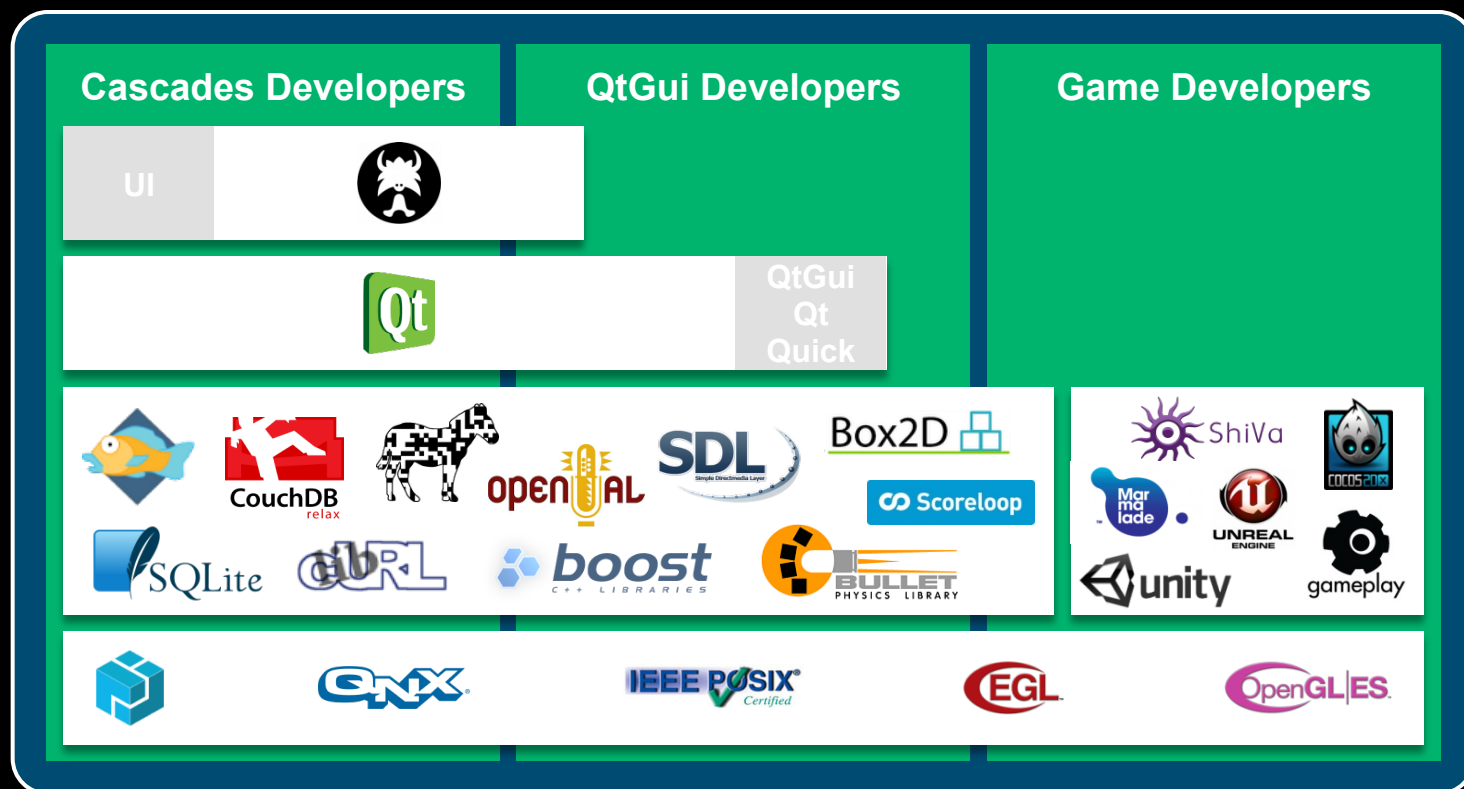 Cascades Developers
QtGui Developers
Game Developers
UI
Qt
QtGui
Qt
Quick
CouchDB
relax
OPENAL
SDL
Simple Directmedia Layer
Box2D
Scoreloop
SQLite
libcURL
boost
C++ LIBRARIES
BULLET
PHYSICS LIBRARY
ShiVa
COCOS2DX
Mar
ma
lade
UNREAL
ENGINE
unity
gameplay
QNX
IEEE POSIX®
Certified
EGL
OpenGL|ES